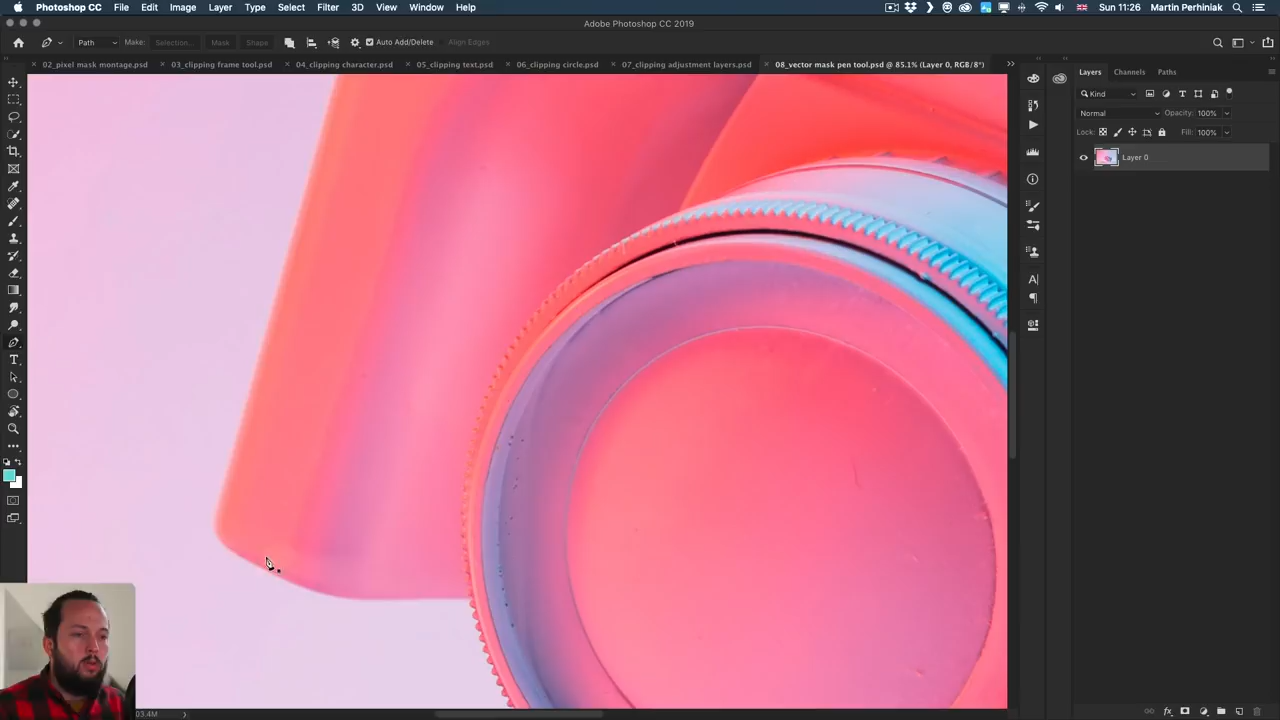 Photoshop CC File Edit Image Layer Type Select Filter 3D View Window Help Sun 11:26 Martin Perhiniak
Adobe Photoshop CC 2019
Path Make: Selection... Mask Shape Auto Add/Delete Align Edges
02_pixel mask montage.psd 03_clipping frame tool.psd 04_clipping character.psd 05_clipping text.psd 06_clipping circle.psd 07_clipping adjustment layers.psd 08_vector mask pen tool.psd @ 85.1% (Layer 0, RGB/8*)
Layers Channels Paths
Kind
Normal Opacity: 100%
Lock: Fill: 100%
Layer 0
03.4M